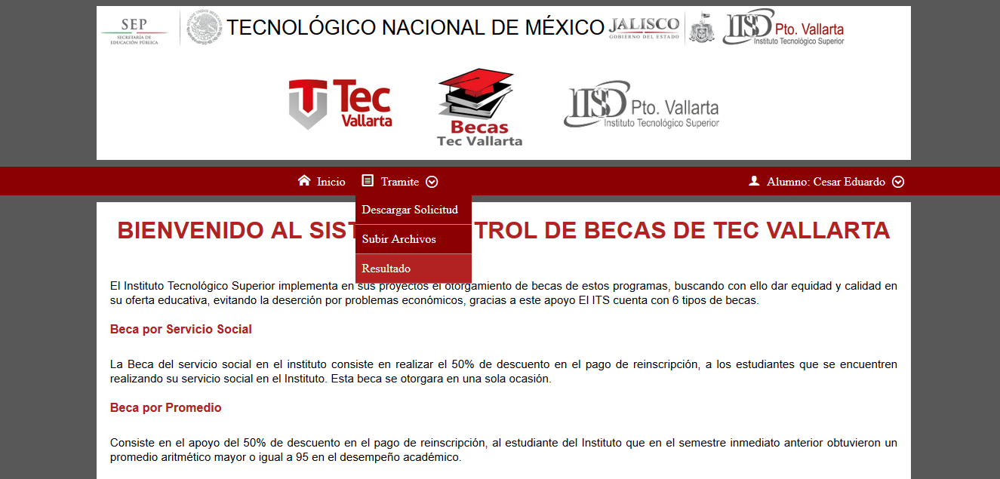 SEP
SECRETARÍA DE
EDUCACIÓN PÚBLICA
TECNOLÓGICO NACIONAL DE MÉXICO
JALISCO
GOBIERNO DEL ESTADO
ITS Pto. Vallarta
Instituto Tecnológico Superior
Tec
Vallarta
Becas
Tec Vallarta
ITS Pto. Vallarta
Instituto Tecnológico Superior
Inicio Tramite Alumno: Cesar Eduardo
Descargar Solicitud
Subir Archivos
Resultado
BIENVENIDO AL SIST TROL DE BECAS DE TEC VALLARTA
El Instituto Tecnológico Superior implementa en sus proyectos el otorgamiento de becas de estos programas, buscando con ello dar equidad y calidad en
su oferta educativa, evitando la deserción por problemas económicos, gracias a este apoyo El ITS cuenta con 6 tipos de becas.
Beca por Servicio Social
La Beca del servicio social en el instituto consiste en realizar el 50% de descuento en el pago de reinscripción, a los estudiantes que se encuentren
realizando su servicio social en el Instituto. Esta beca se otorgara en una sola ocasión.
Beca por Promedio
Consiste en el apoyo del 50% de descuento en el pago de reinscripción, al estudiante del Instituto que en el semestre inmediato anterior obtuvieron un
promedio aritmético mayor o igual a 95 en el desempeño académico.